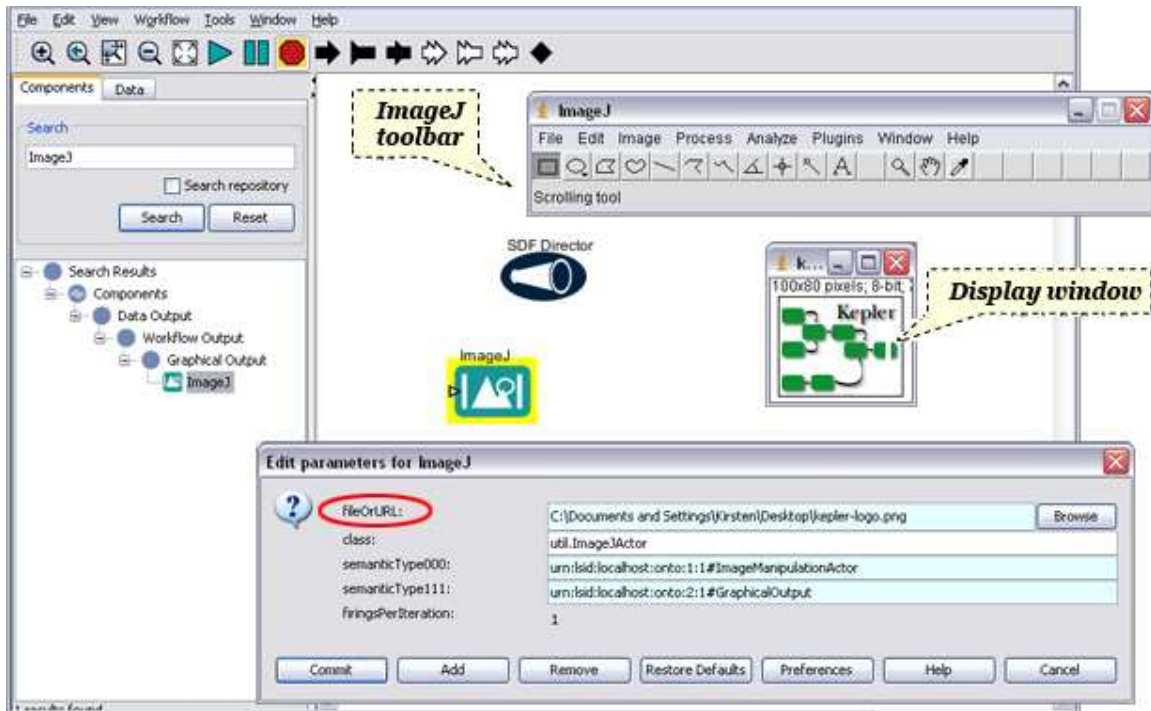 File Edit View Workflow Tools Window Help
Components Data
Search
ImageJ
Search repository
Search Reset
Search Results
Components
Data Output
Workflow Output
Graphical Output
ImageJ
1 results found
ImageJ
toolbar
ImageJ
File Edit Image Process Analyze Plugins Window Help
A
Scrolling tool
SDF Director
ImageJ
k...
100x80 pixels; 8-bit;
Kepler
Display window
Edit parameters for ImageJ
?
fileOrURL: C:\Documents and Settings\Kirsten\Desktop\kepler-logo.png Browse
class: util.ImageJActor
semanticType000: urn:lsid:localhost:onto:1:1#ImageManipulationActor
semanticType111: urn:lsid:localhost:onto:2:1#GraphicalOutput
firingsPerIteration: 1
Commit Add Remove Restore Defaults Preferences Help Cancel